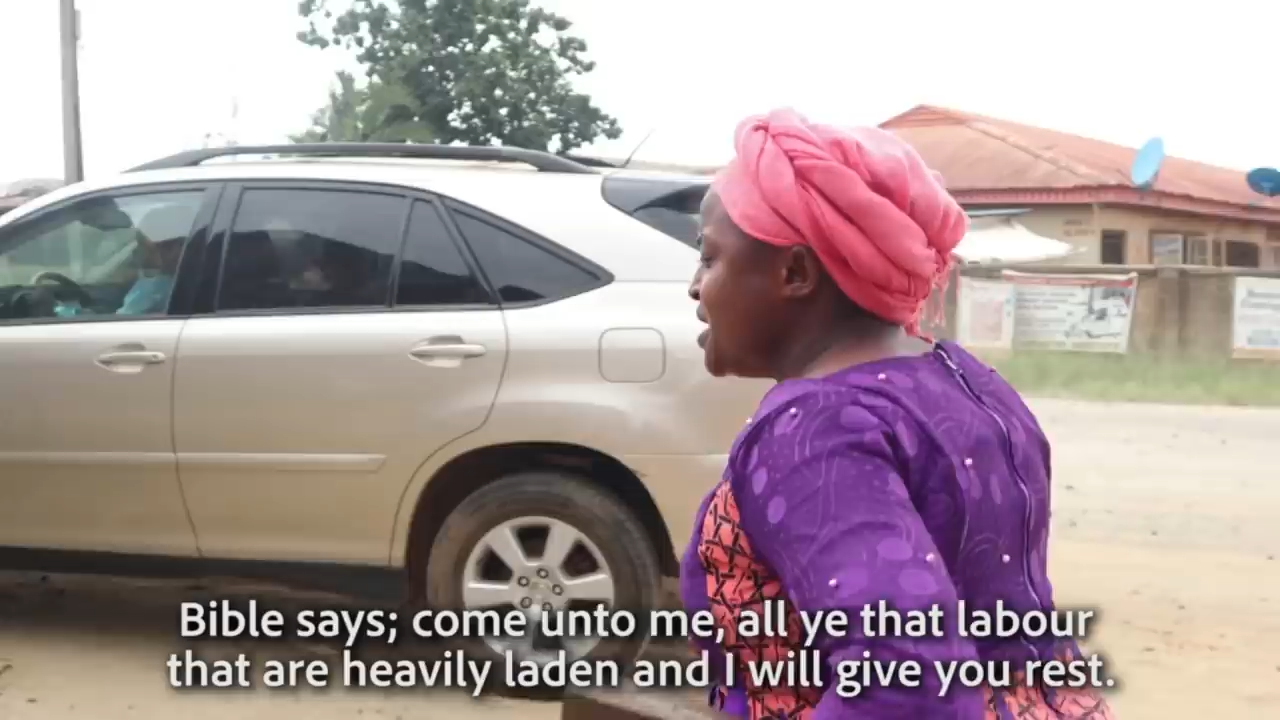 Bible says; come unto me, all ye that labour
that are heavily laden and I will give you rest.